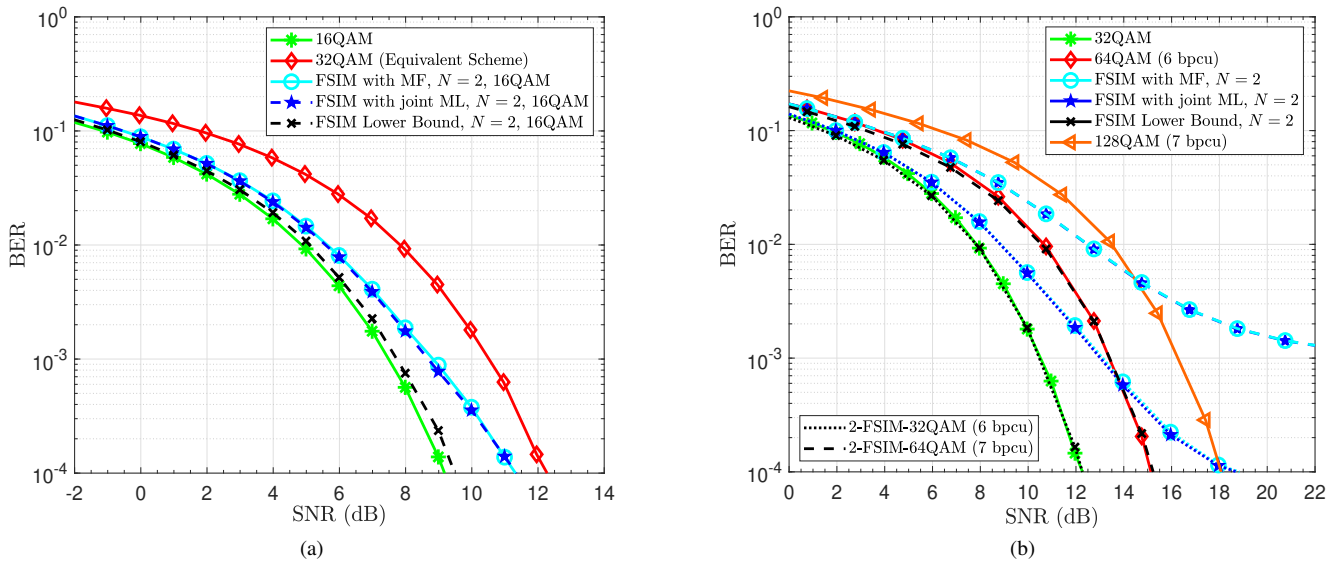 10^0
10^-1
10^-2
10^-3
10^-4
BER
-2 0 2 4 6 8 10 12 14
SNR (dB)
16QAM
32QAM (Equivalent Scheme)
FSIM with MF, N = 2, 16QAM
FSIM with joint ML, N = 2, 16QAM
FSIM Lower Bound, N = 2, 16QAM
(a)
10^0
10^-1
10^-2
10^-3
10^-4
BER
0 2 4 6 8 10 12 14 16 18 20 22
SNR (dB)
32QAM
64QAM (6 bpcu)
FSIM with MF, N = 2
FSIM with joint ML, N = 2
FSIM Lower Bound, N = 2
128QAM (7 bpcu)
2-FSIM-32QAM (6 bpcu)
2-FSIM-64QAM (7 bpcu)
(b)